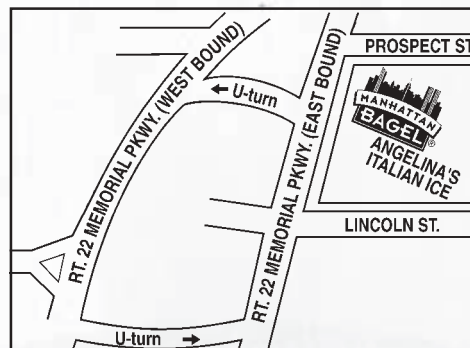 PROSPECT ST
RT. 22 MEMORIAL PKWY. (WEST BOUND)
← U-turn
RT. 22 MEMORIAL PKWY. (EAST BOUND)
MANHATTAN
BAGEL®
ANGELINA'S
ITALIAN ICE
LINCOLN ST.
U-turn →